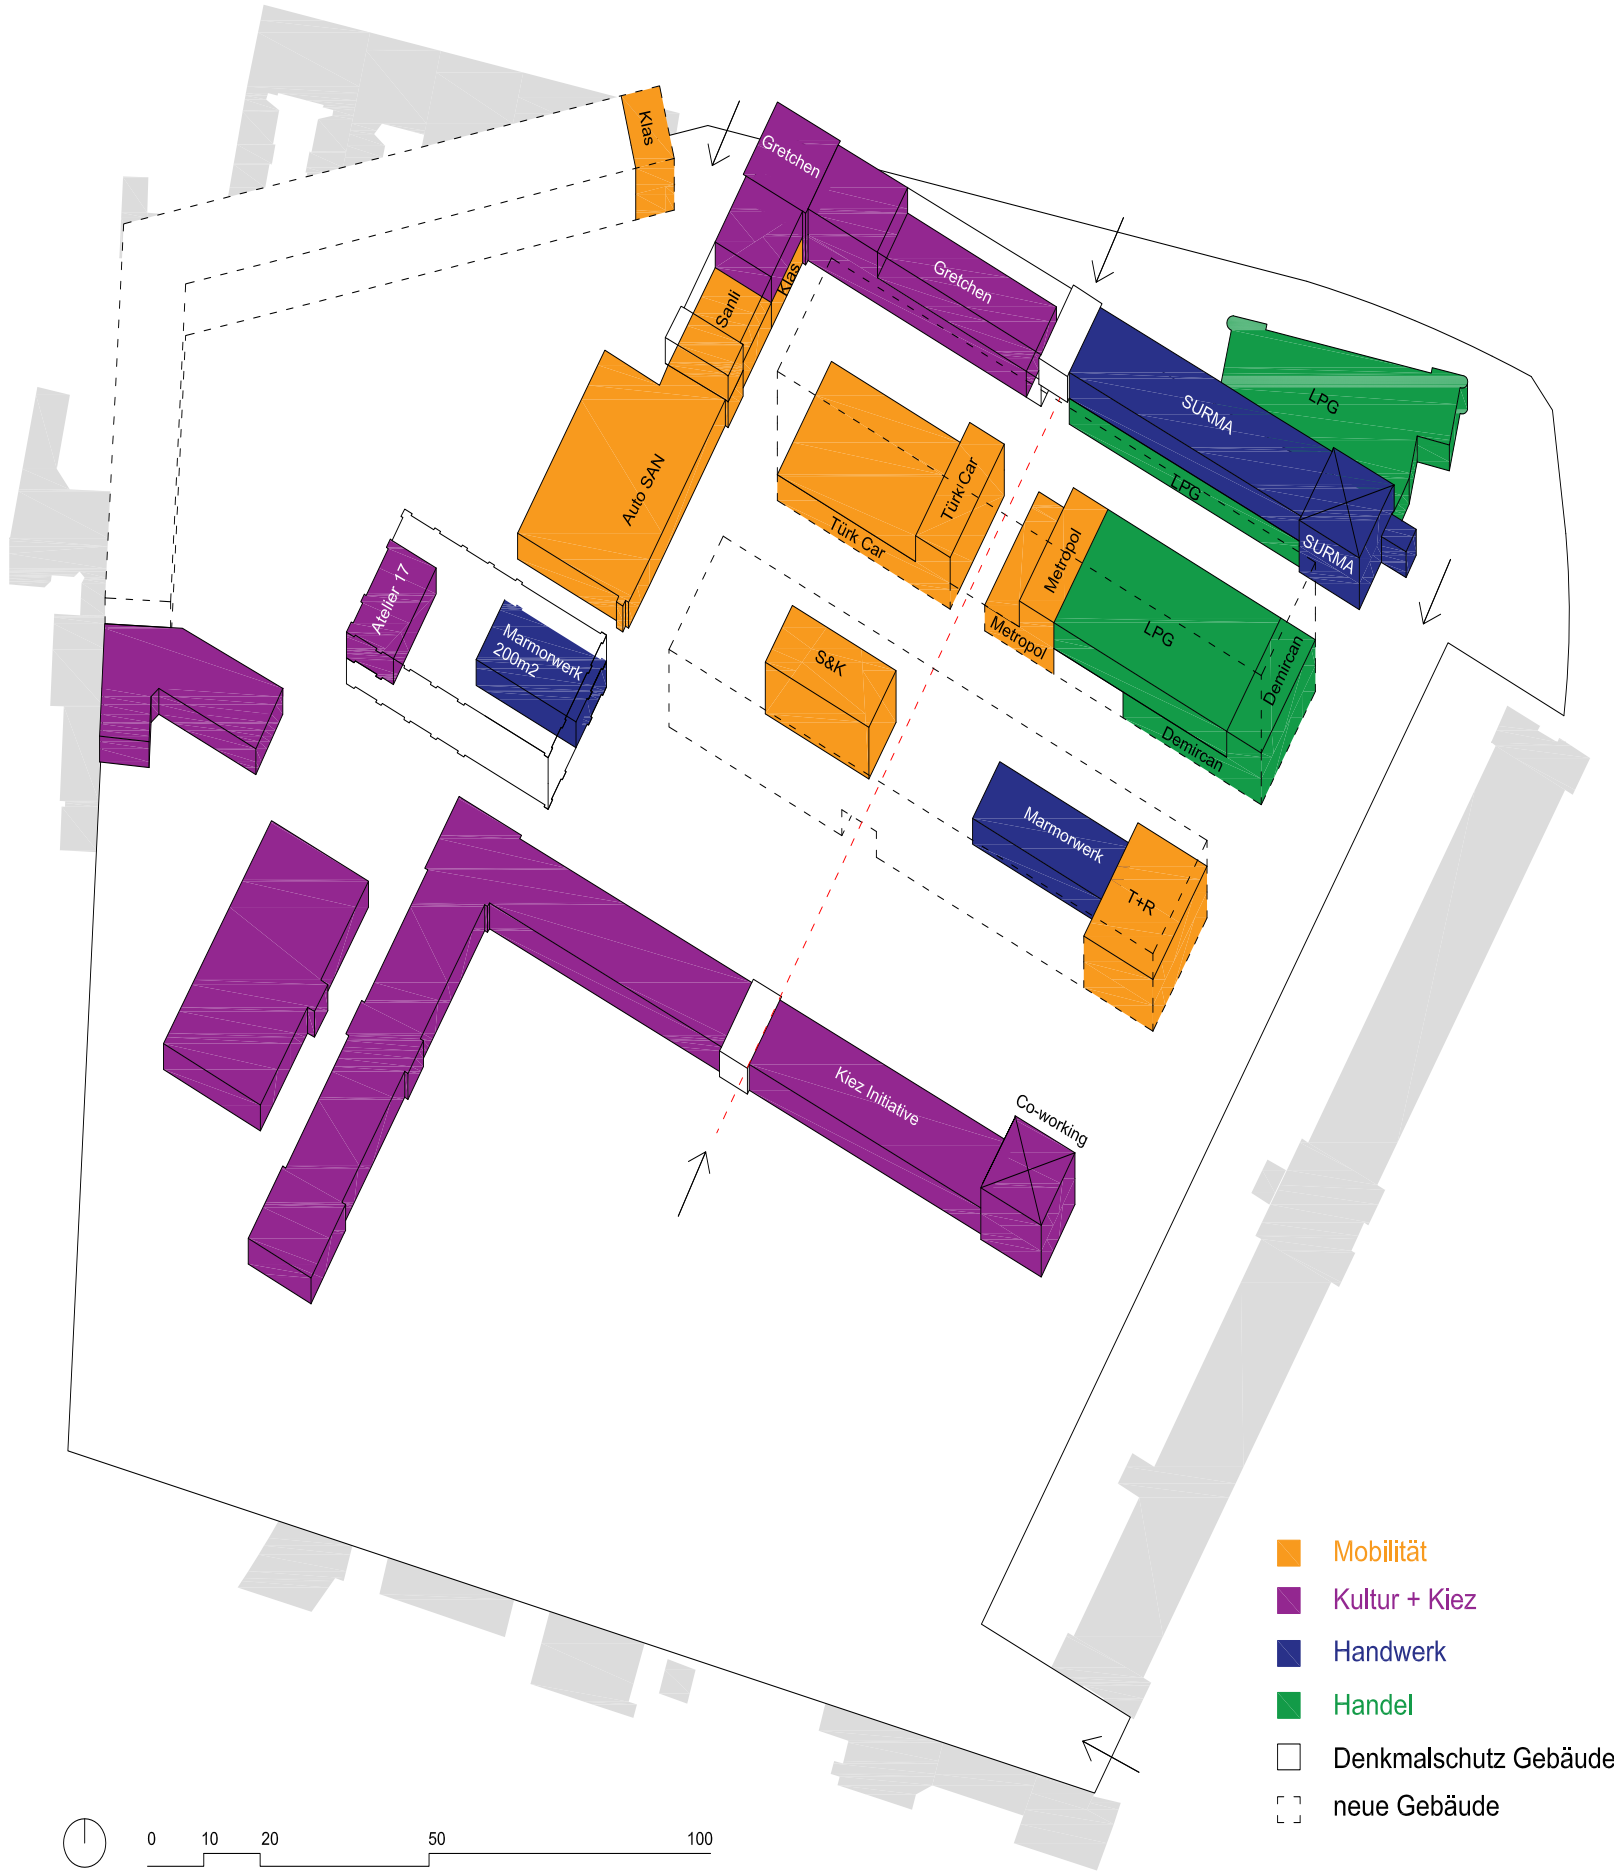 Klas
Gretchen
Gretchen
Klas
Sanli
Auto SAN
SURMA
LPG
LPG
SURMA
Türk Car
Türk Car
Metropol
Metropol
LPG
Demircan
Demircan
Atelier 17
Marmorwerk
200m2
S&K
Marmorwerk
T+R
Kiez Initiative
Co-working
Mobilität
Kultur + Kiez
Handwerk
Handel
Denkmalschutz Gebäude
neue Gebäude
0 10 20 50 100